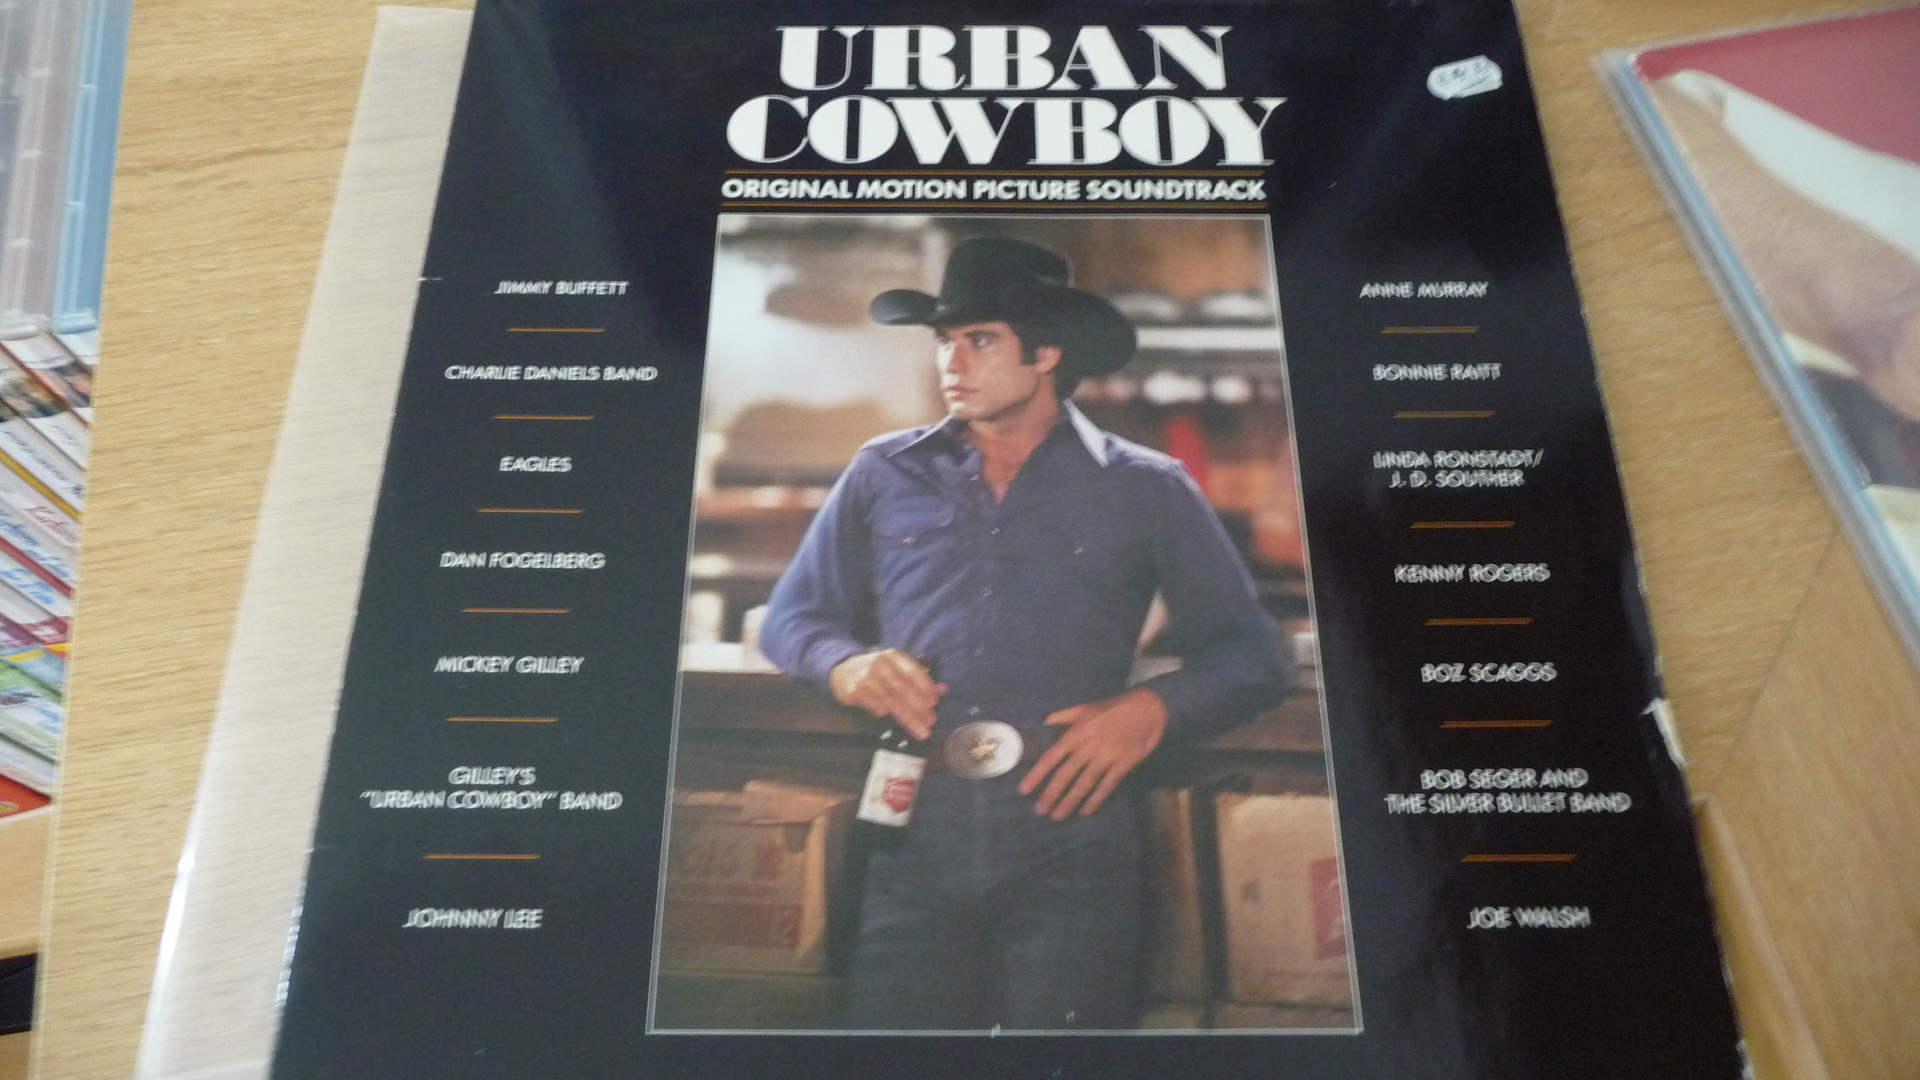 URBAN
COWBOY
ORIGINAL MOTION PICTURE SOUNDTRACK
JIMMY BUFFETT
CHARLIE DANIELS BAND
EAGLES
DAN FOGELBERG
MICKEY GILLEY
GILLEY'S
"URBAN COWBOY" BAND
JOHNNY LEE
ANNE MURRAY
BONNIE RAITT
LINDA RONSTADT/
J. D. SOUTHER
KENNY ROGERS
BOZ SCAGGS
BOB SEGER AND
THE SILVER BULLET BAND
JOE WALSH